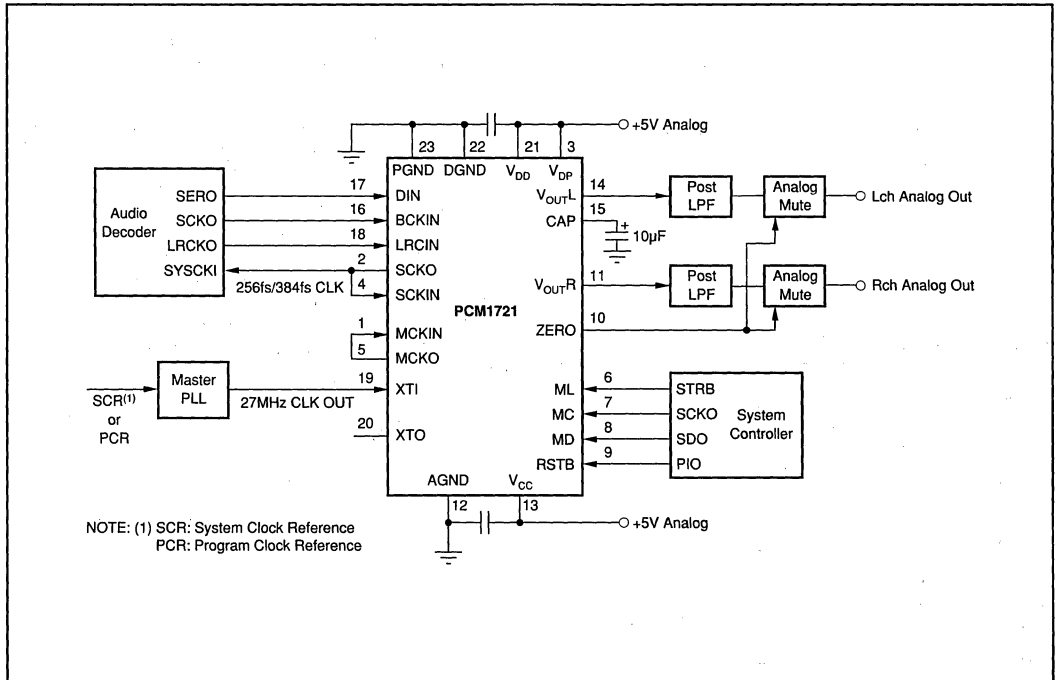 +5V Analog
23 22 21 3
PGND DGND VDD VDP
Audio Decoder
SERO 17 DIN
SCKO 16 BCKIN
LRCKO 18 LRCIN
SYSCKI 2 SCKO
256fs/384fs CLK 4 SCKIN
1 MCKIN
5 MCKO
Master PLL
SCR(1) or PCR
27MHz CLK OUT 19 XTI
20 XTO
PCM1721
VOUTL 14 Post LPF Analog Mute Lch Analog Out
CAP 15 + 10µF
VOUTR 11 Post LPF Analog Mute Rch Analog Out
ZERO 10
ML 6 STRB
MC 7 SCKO
MD 8 SDO
RSTB 9 PIO
System Controller
AGND VCC
12 13
+5V Analog
NOTE: (1) SCR: System Clock Reference
PCR: Program Clock Reference